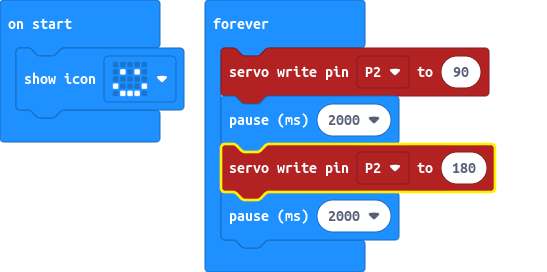 on start
show icon
forever
servo write pin P2 to 90
pause (ms) 2000
servo write pin P2 to 180
pause (ms) 2000